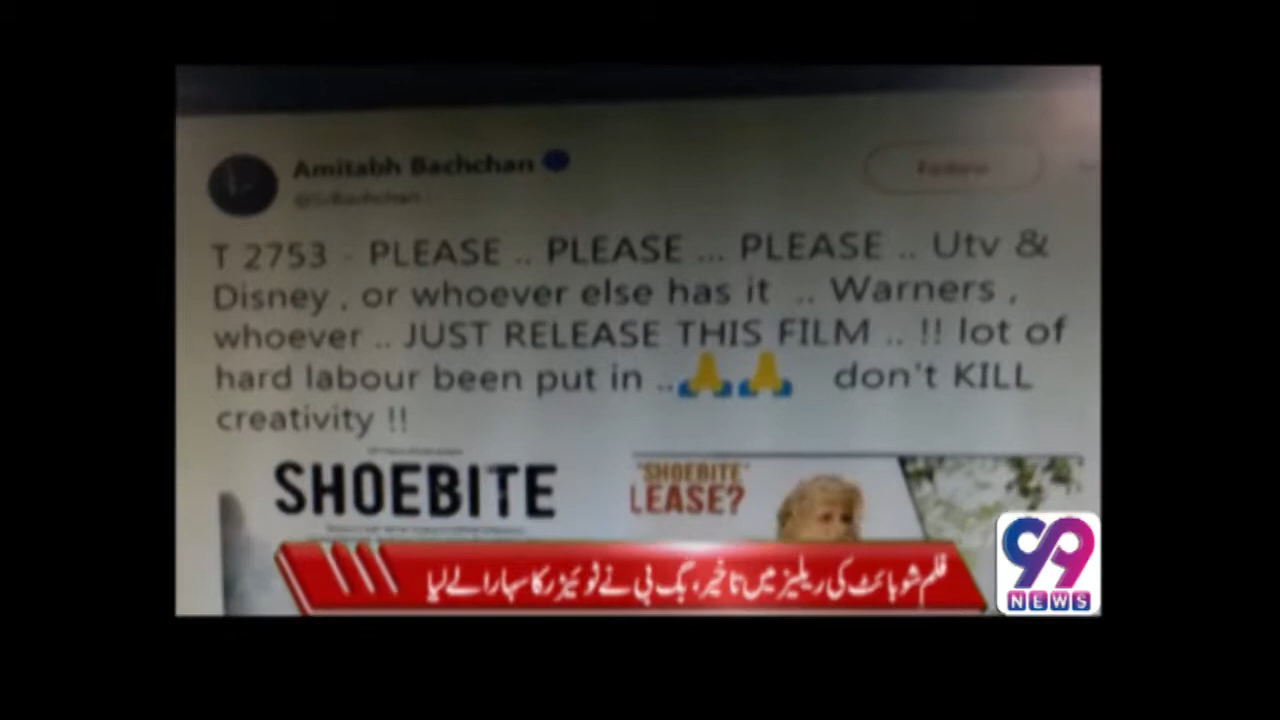 Amitabh Bachchan
@SrBachchan
Follow
T 2753 - PLEASE .. PLEASE ... PLEASE .. Utv &
Disney , or whoever else has it .. Warners ,
whoever .. JUST RELEASE THIS FILM .. !! lot of
hard labour been put in ..🙏🙏 don't KILL
creativity !!
SHOEBITE
'SHOEBITE'
LEASE?
فلم شوبائٹ کی ریلیز میں تاخیر، بگ بی نے ٹوئیٹر کا سہارا لے لیا
99
NEWS